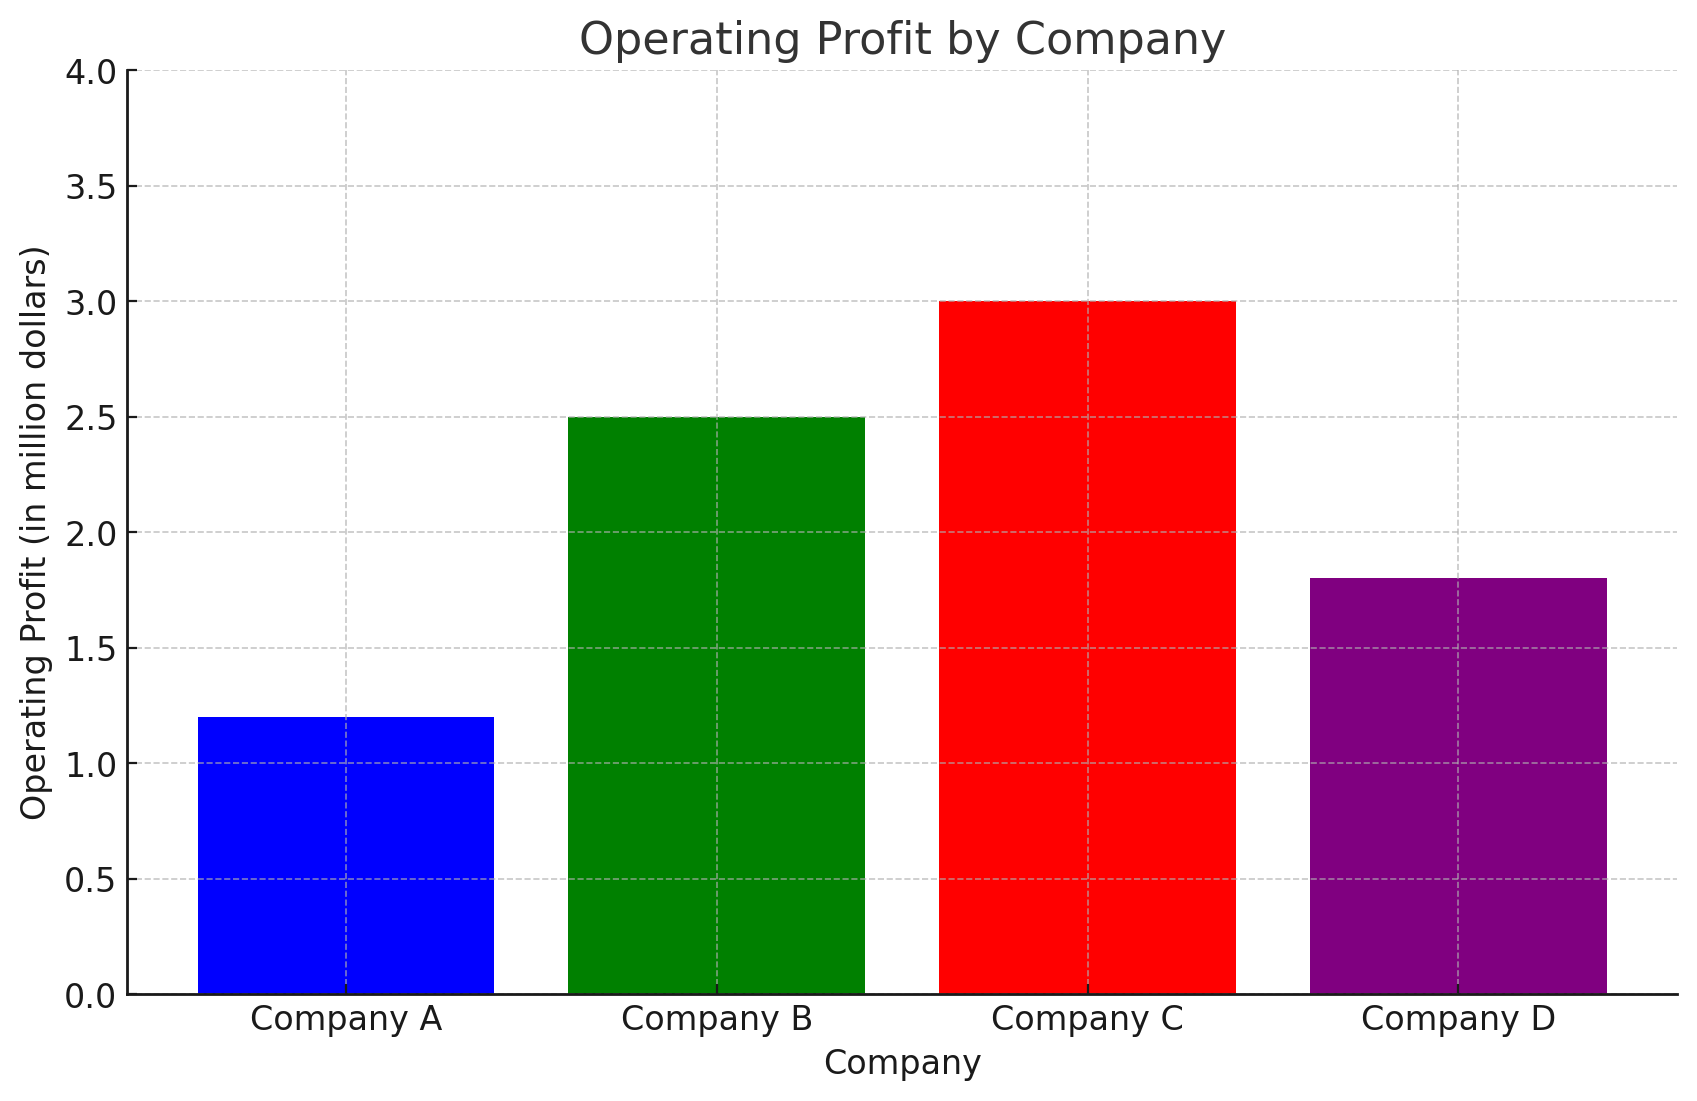 Operating Profit by Company
Operating Profit (in million dollars)
4.0
3.5
3.0
2.5
2.0
1.5
1.0
0.5
0.0
Company A Company B Company C Company D
Company